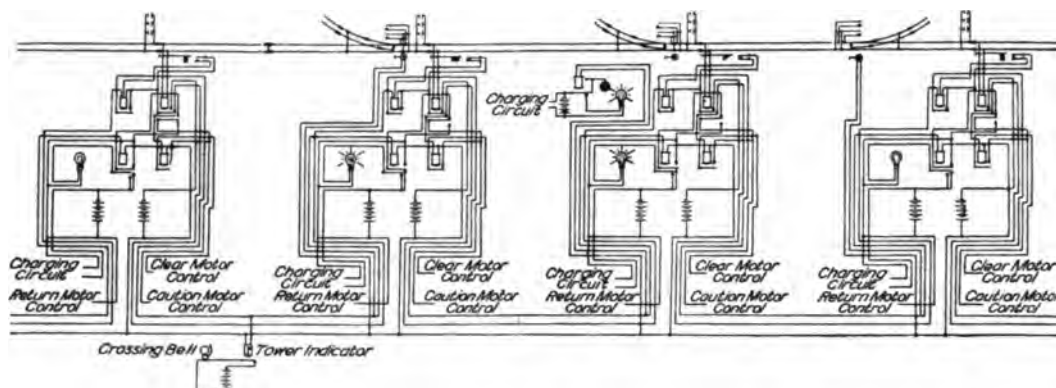 Charging
Circuit
Charging
Circuit
Clear Motor
Control
Return Motor
Control
Caution Motor
Control
Charging
Circuit
Clear Motor
Control
Return Motor
Control
Caution Motor
Control
Charging
Circuit
Clear Motor
Control
Return Motor
Control
Caution Motor
Control
Charging
Circuit
Clear Motor
Control
Return Motor
Control
Caution Motor
Control
Crossing Bell
Tower Indicator